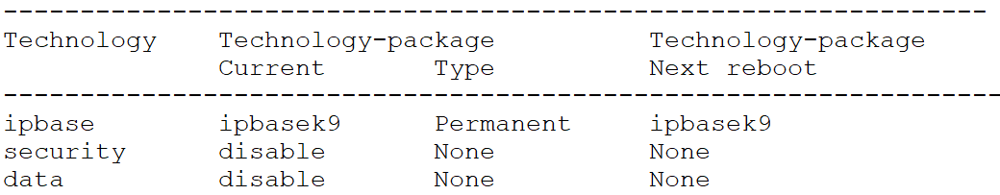 -----------------------------------------------------------------
Technology    Technology-package          Technology-package
              Current       Type          Next reboot
------------------------------------------------------------------
ipbase        ipbasek9      Permanent     ipbasek9
security      disable       None          None
data          disable       None          None